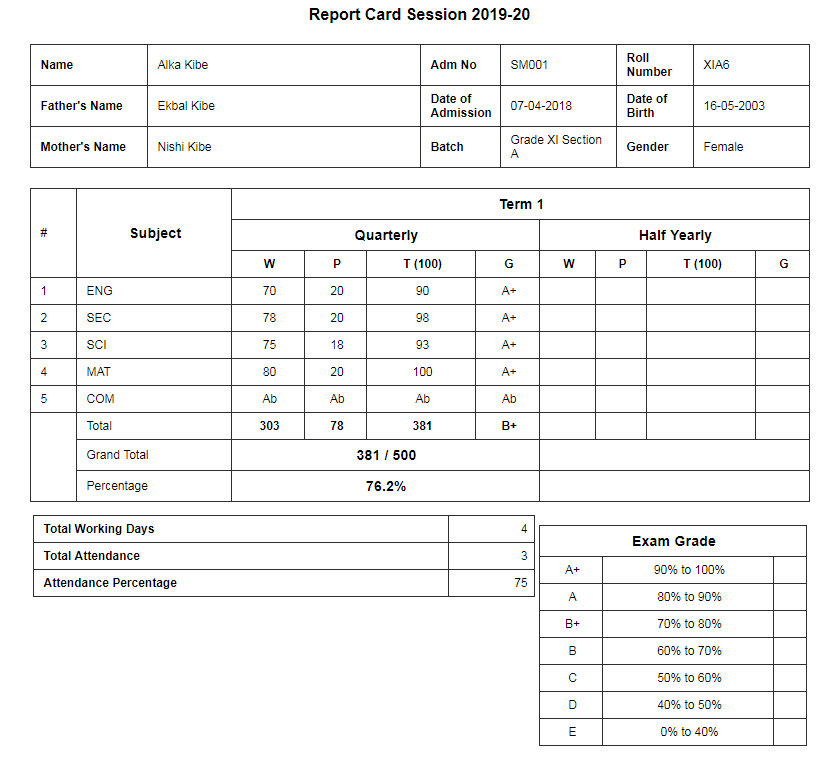 Report Card Session 2019-20
Name Alka Kibe Adm No SM001 Roll Number XIA6
Father's Name Ekbal Kibe Date of Admission 07-04-2018 Date of Birth 16-05-2003
Mother's Name Nishi Kibe Batch Grade XI Section A Gender Female
# Subject Term 1
Quarterly Half Yearly
W P T (100) G W P T (100) G
1 ENG 70 20 90 A+
2 SEC 78 20 98 A+
3 SCI 75 18 93 A+
4 MAT 80 20 100 A+
5 COM Ab Ab Ab Ab
Total 303 78 381 B+
Grand Total 381 / 500
Percentage 76.2%
Total Working Days 4
Total Attendance 3
Attendance Percentage 75
Exam Grade
A+ 90% to 100%
A 80% to 90%
B+ 70% to 80%
B 60% to 70%
C 50% to 60%
D 40% to 50%
E 0% to 40%